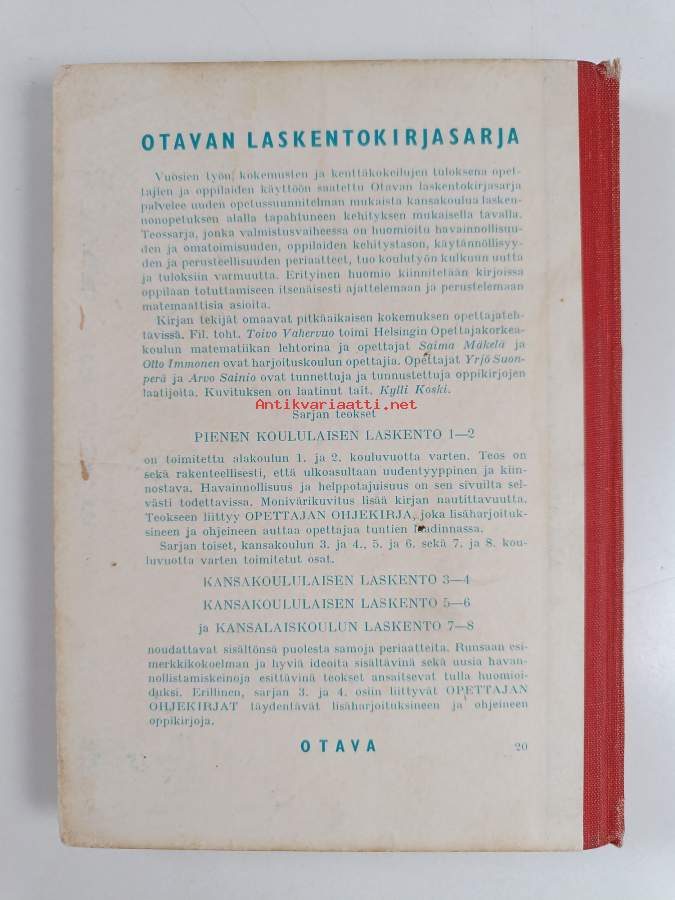 OTAVAN LASKENTOKIRJASARJA
Vuosien työn, kokemusten ja kenttäkokeilujen tuloksena opet-
tajien ja oppilaiden käyttöön saatettu Otavan laskentokirjasarja
palvelee uuden opetussuunnitelman mukaista kansakoulua lasken-
nonopetuksen alalla tapahtuneen kehityksen mukaisella tavalla.
Teossarja, jonka valmistusvaiheessa on huomioitu havainnollisuu-
den ja omatoimisuuden, oppilaiden kehitystason, käytännöllisyy-
den ja perusteellisuuden periaatteet, tuo koulutyön kulkuun uutta
ja tuloksiin varmuutta. Erityinen huomio kiinnitetään kirjoissa
oppilaan totuttamiseen itsenäisesti ajattelemaan ja perustelemaan
matemaattisia asioita.
Kirjan tekijät omaavat pitkäaikaisen kokemuksen opettajateh-
tävissä. Fil. toht. Toivo Vahervuo toimi Helsingin Opettajakorkea-
koulun matematiikan lehtorina ja opettajat Saima Mäkelä ja
Otto Immonen ovat harjoituskoulun opettajia. Opettajat Yrjö Suon-
perä ja Arvo Sainio ovat tunnettuja ja tunnustettuja oppikirjojen
laatijoita. Kuvituksen on laatinut tait. Kylli Koski.
Antikvariaatti.net
Sarjan teokset
PIENEN KOULULAISEN LASKENTO 1—2
on toimitettu alakoulun 1. ja 2. kouluvuotta varten. Teos on
sekä rakenteellisesti, että ulkoasultaan uudentyyppinen ja kiin-
nostava. Havainnollisuus ja helppotajuisuus on sen sivuilta sel-
västi todettavissa. Monivärikuvitus lisää kirjan nautittavuutta.
Teokseen liittyy OPETTAJAN OHJEKIRJA, joka lisäharjoituk-
sineen ja ohjeineen auttaa opettajaa tuntien laadinnassa.
Sarjan toiset, kansakoulun 3. ja 4., 5. ja 6. sekä 7. ja 8. kou-
luvuotta varten toimitetut osat.
KANSAKOULULAISEN LASKENTO 3—4
KANSAKOULULAISEN LASKENTO 5—6
ja KANSALAISKOULUN LASKENTO 7—8
noudattavat sisältönsä puolesta samoja periaatteita. Runsaan esi-
merkkikokoelman ja hyviä ideoita sisältävinä sekä uusia havan-
nollistamiskeinoja esittävinä teokset ansaitsevat tulla huomioi-
duksi. Erillinen, sarjan 3. ja 4. osiin liittyvät OPETTAJAN
OHJEKIRJAT täydentävät lisäharjoituksineen ja ohjeineen
oppikirjoja.
OTAVA 20